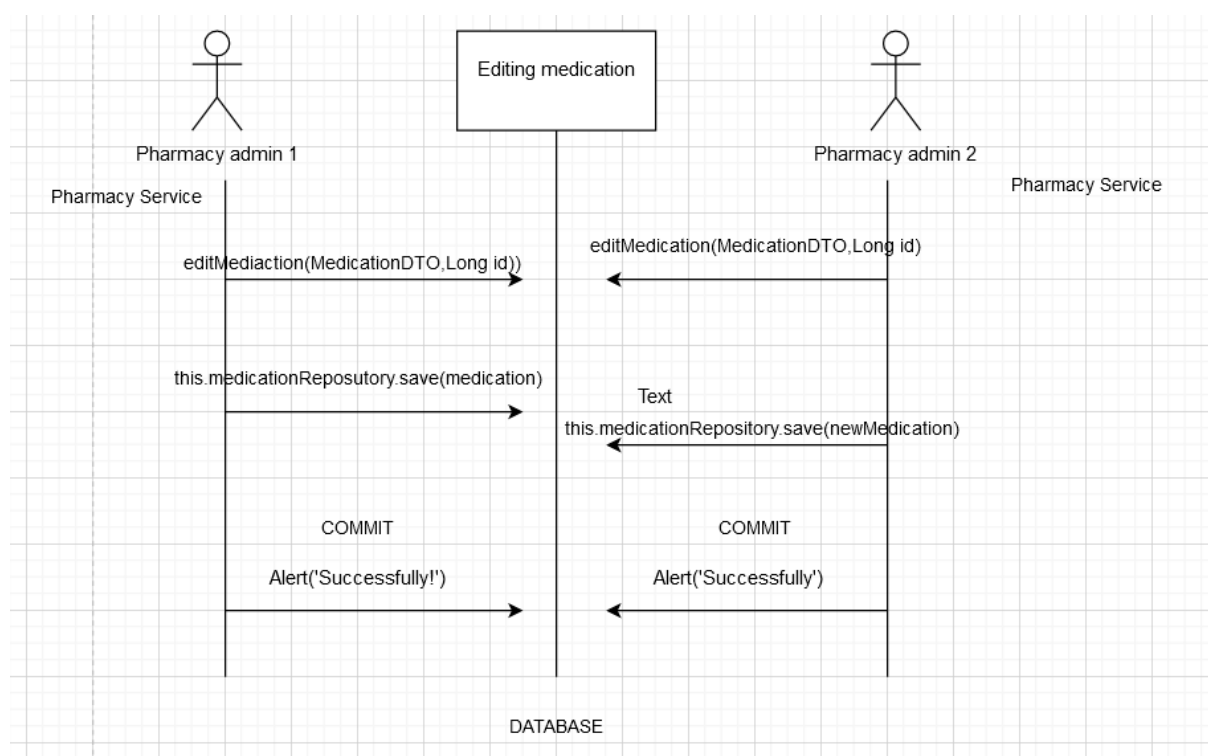 Editing medication
Pharmacy admin 1
Pharmacy admin 2
Pharmacy Service
Pharmacy Service
editMediaction(MedicationDTO,Long id))
editMedication(MedicationDTO,Long id)
this.medicationReposutory.save(medication)
Text
this.medicationRepository.save(newMedication)
COMMIT
COMMIT
Alert('Successfully!')
Alert('Successfully')
DATABASE